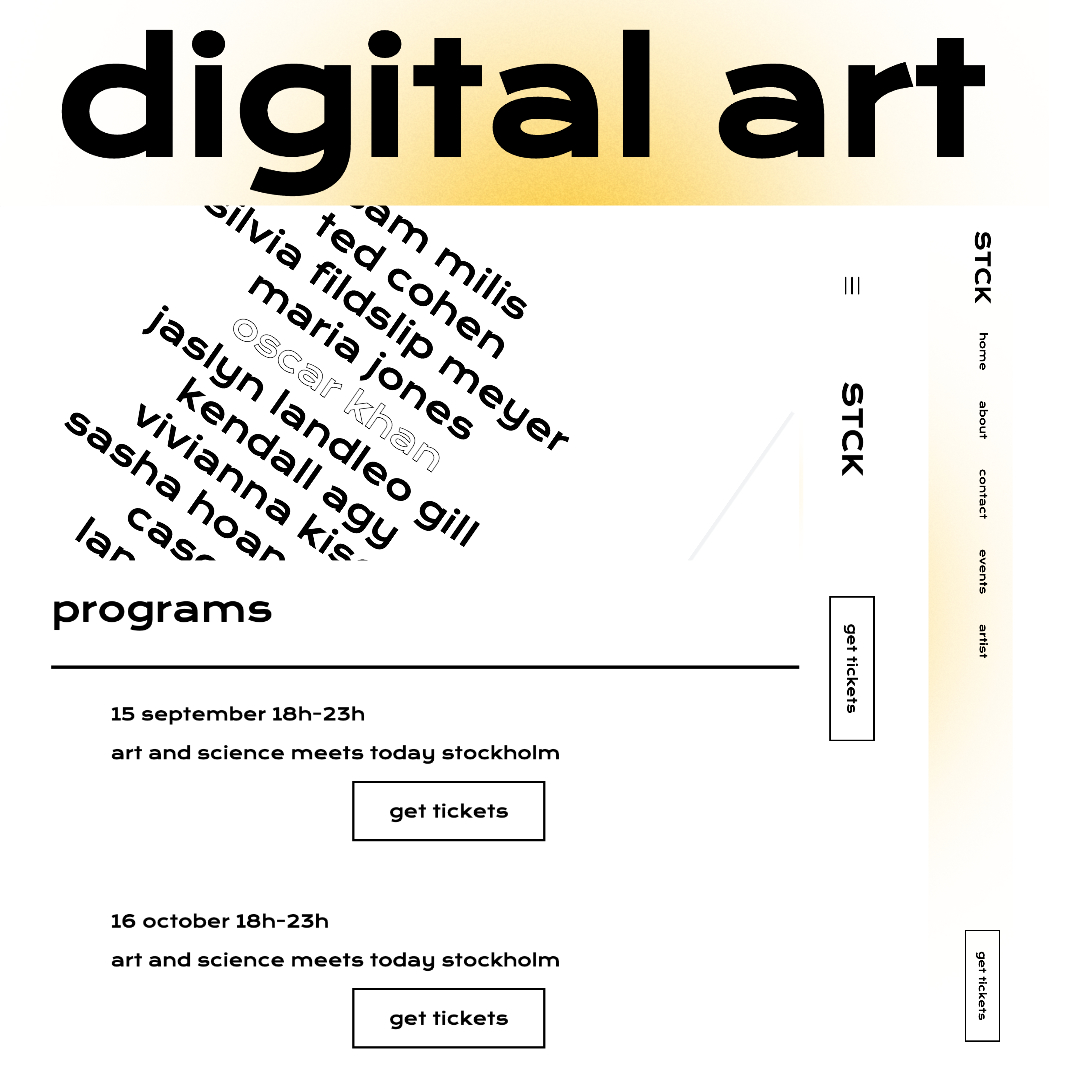 digital art
sam milis
ted cohen
silvia fildslip meyer
maria jones
oscar khan
jaslyn landleo gill
kendall agy
vivianna
sasha
STCK
get tickets
STCK
home
about
contact
events
artist
get tickets
programs
15 september 18h-23h
art and science meets today stockholm
get tickets
16 october 18h-23h
art and science meets today stockholm
get tickets